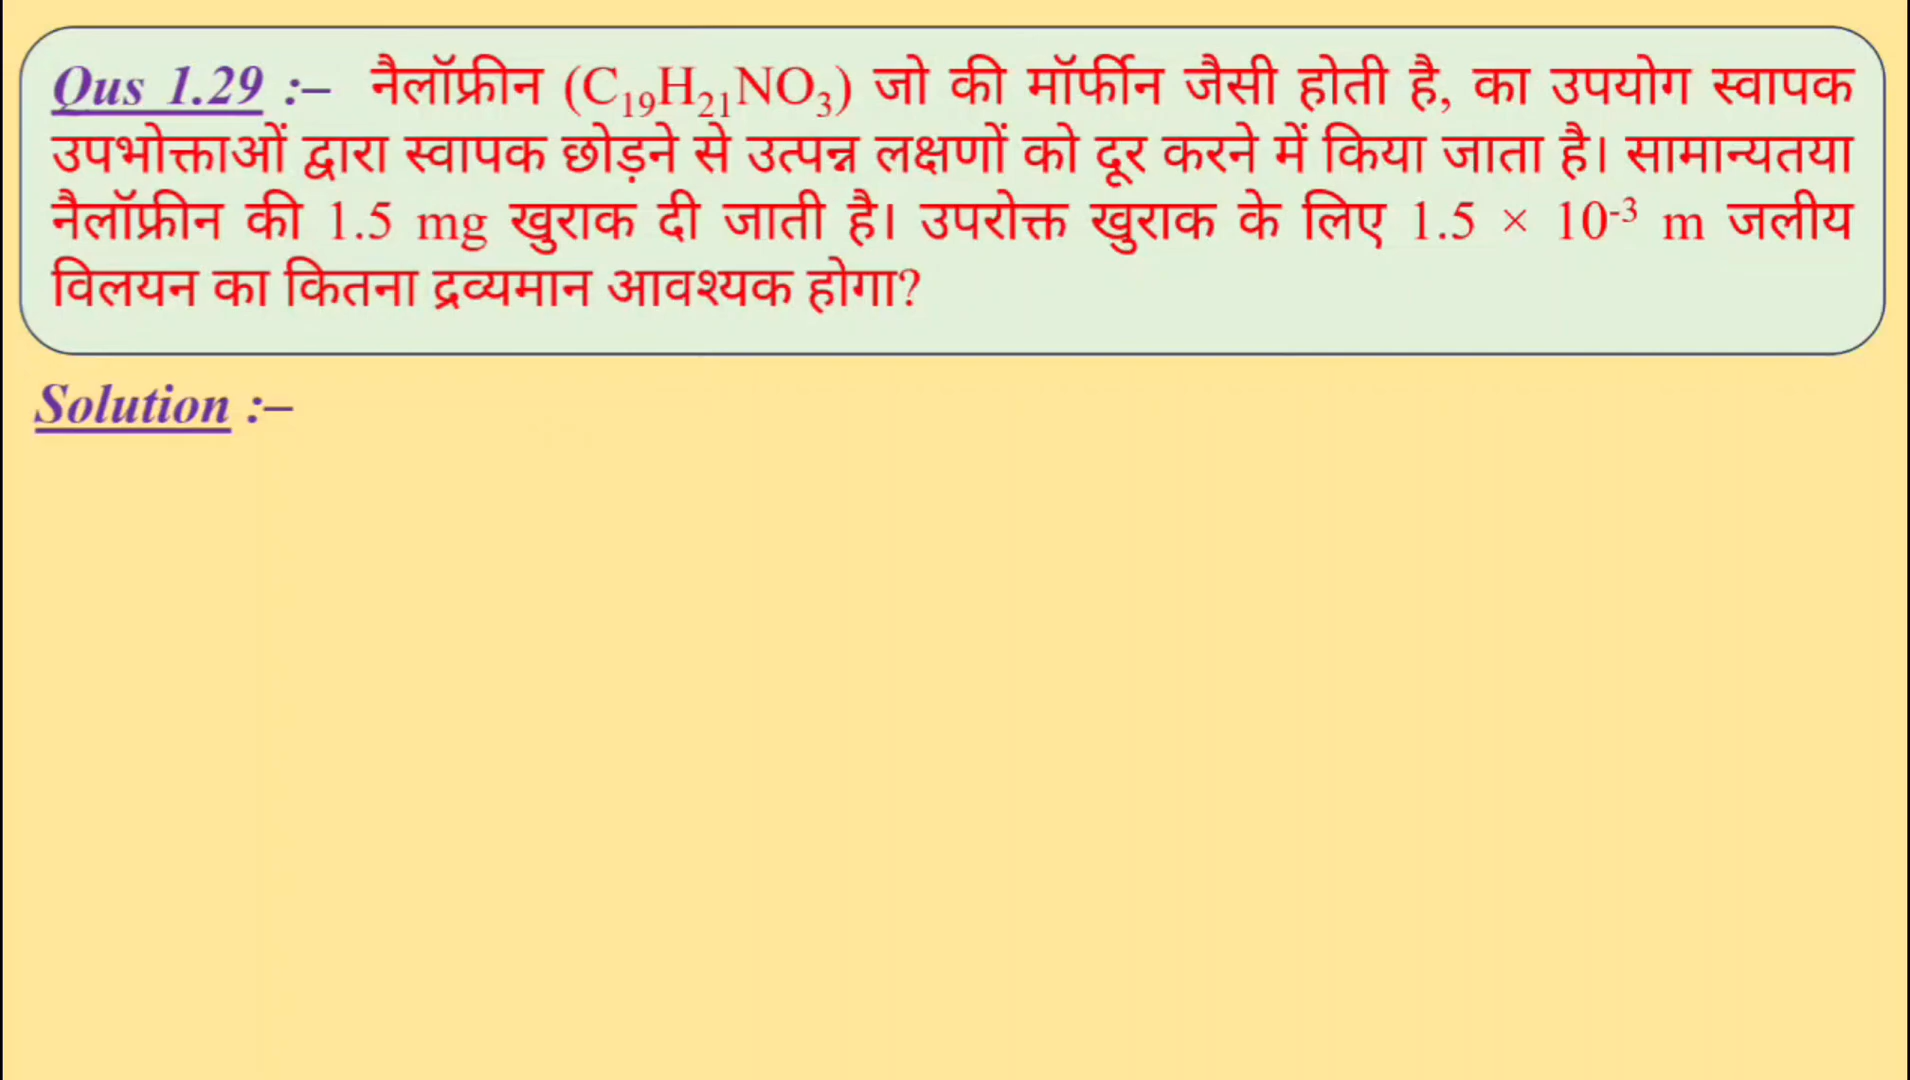 Qus 1.29 :– नैलॉर्फ़ीन (C₁₉H₂₁NO₃) जो की मॉर्फीन जैसी होती है, का उपयोग स्वापक
उपभोक्ताओं द्वारा स्वापक छोड़ने से उत्पन्न लक्षणों को दूर करने में किया जाता है। सामान्यतया
नैलॉफ्रीन की 1.5 mg खुराक दी जाती है। उपरोक्त खुराक के लिए 1.5 × 10⁻³ m जलीय
विलयन का कितना द्रव्यमान आवश्यक होगा?
Solution :–